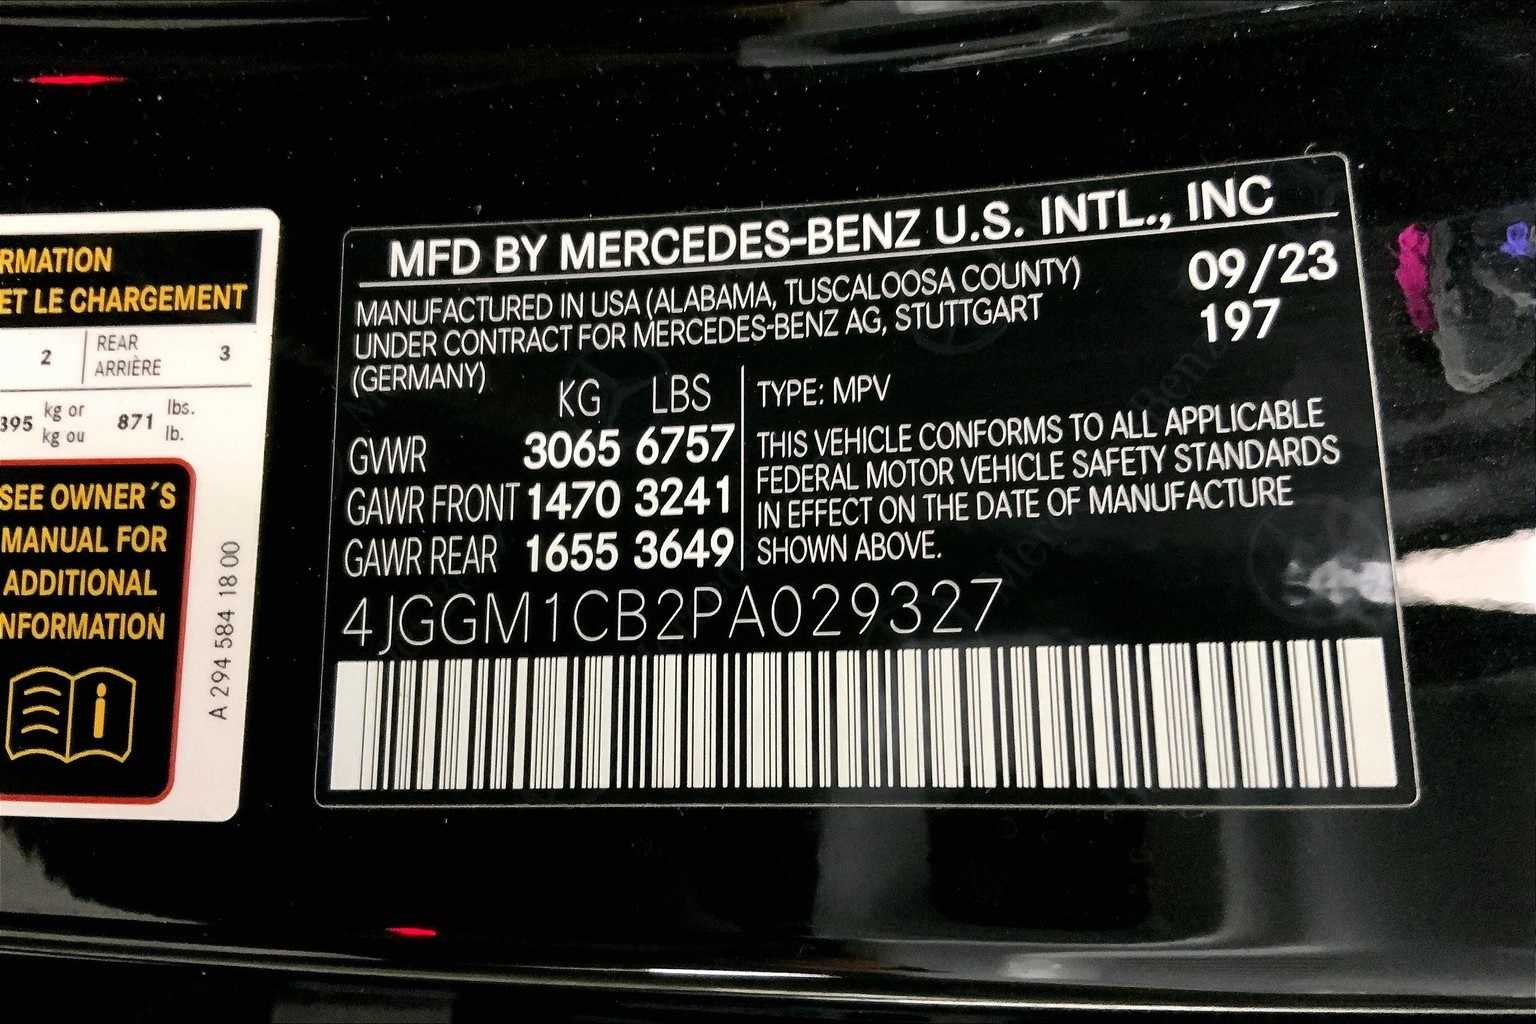 RMATION
ET LE CHARGEMENT
2 REAR ARRIÈRE 3
395 kg or kg ou 871 lbs. lb.
SEE OWNER´S
MANUAL FOR
ADDITIONAL
NFORMATION
A 294 584 18 00
MFD BY MERCEDES-BENZ U.S. INTL., INC
MANUFACTURED IN USA (ALABAMA, TUSCALOOSA COUNTY)
UNDER CONTRACT FOR MERCEDES-BENZ AG, STUTTGART
(GERMANY)
09/23
197
KG LBS
GVWR 3065 6757
GAWR FRONT 1470 3241
GAWR REAR 1655 3649
TYPE: MPV
THIS VEHICLE CONFORMS TO ALL APPLICABLE
FEDERAL MOTOR VEHICLE SAFETY STANDARDS
IN EFFECT ON THE DATE OF MANUFACTURE
SHOWN ABOVE.
4JGGM1CB2PA029327